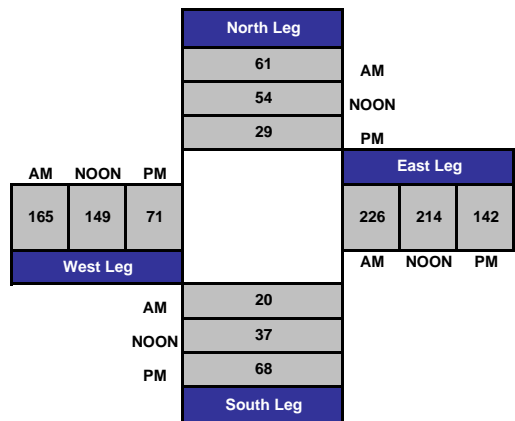 North Leg
61 AM
54 NOON
29 PM
East Leg
AM NOON PM
165 149 71
226 214 142
West Leg
AM NOON PM
AM 20
NOON 37
PM 68
South Leg